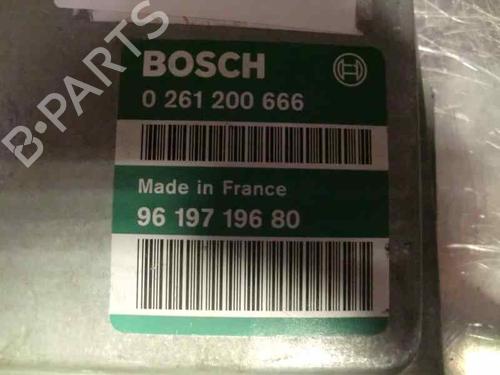 BOSCH
0 261 200 666
Made in France
96 197 196 80
B-PARTS